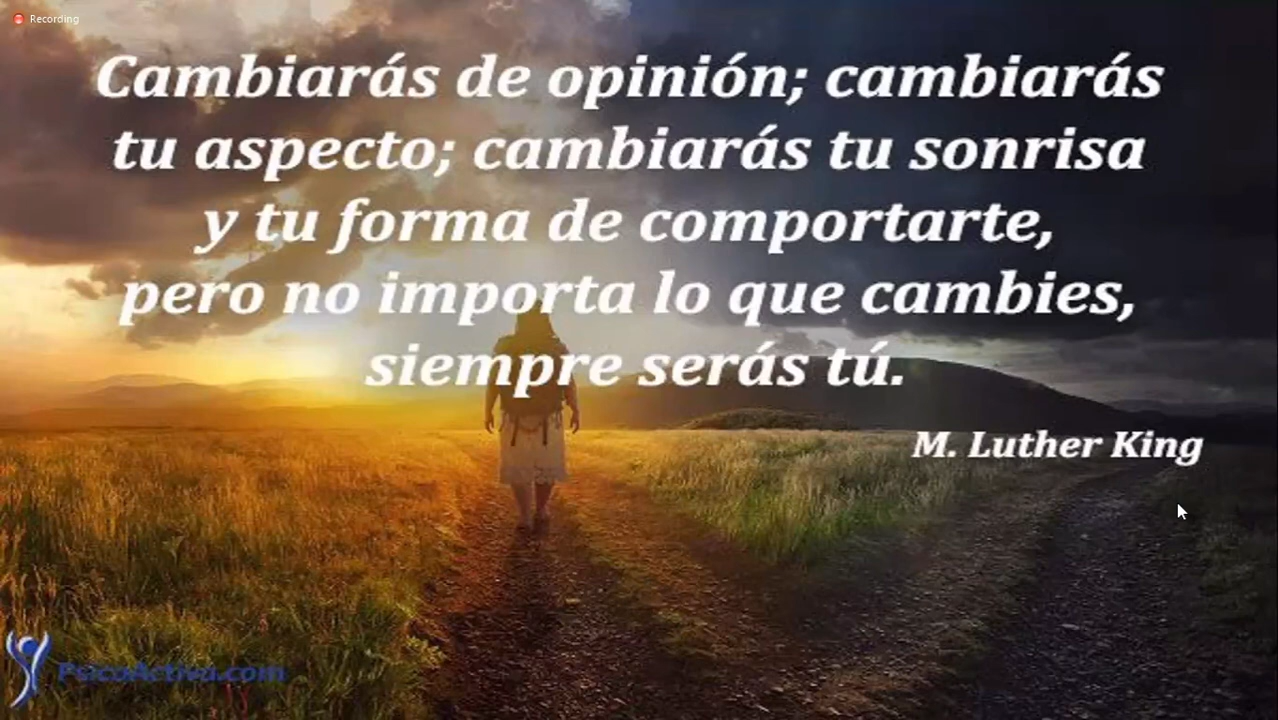 Recording
Cambiarás de opinión; cambiarás
tu aspecto; cambiarás tu sonrisa
y tu forma de comportarte,
pero no importa lo que cambies,
siempre serás tú.
M. Luther King
PsicoActiva.com